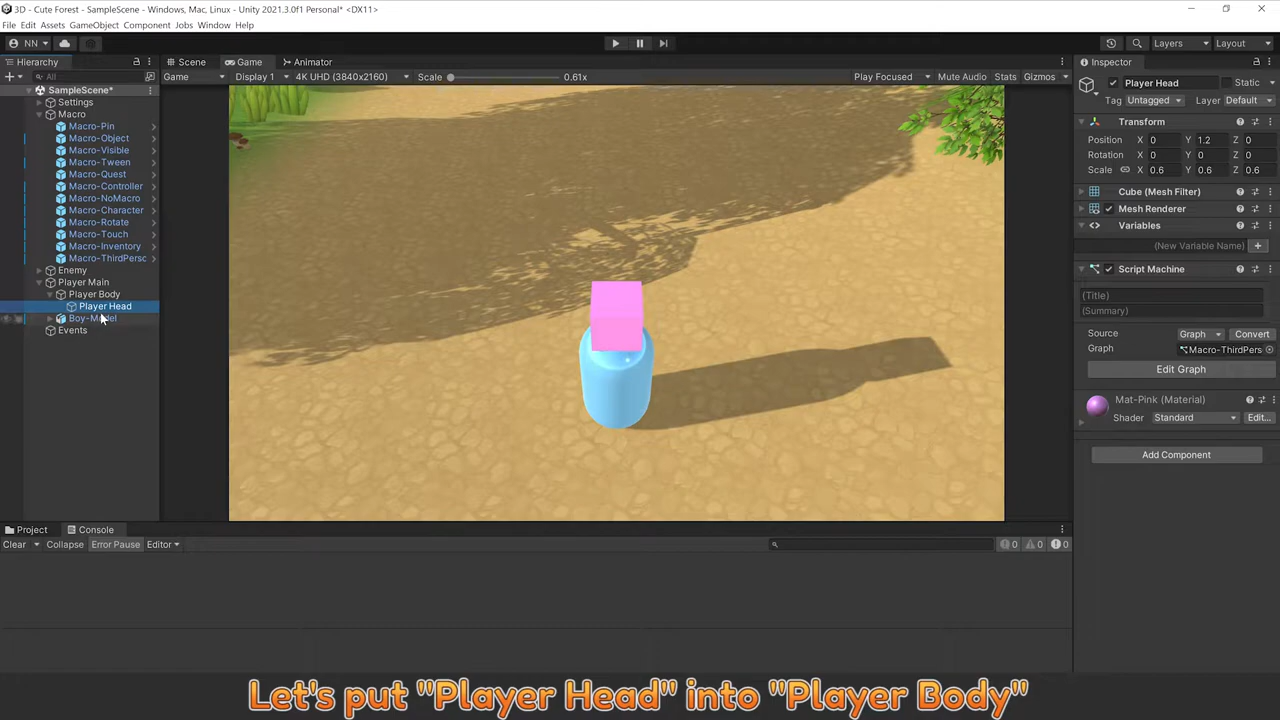 3D - Cute Forest - SampleScene - Windows, Mac, Linux - Unity 2021.3.0f1 Personal* <DX11>
File Edit Assets GameObject Component Jobs Window Help
NN Layers Layout
Hierarchy Scene Game Animator Inspector
All Game Display 1 4K UHD (3840x2160) Scale 0.61x Play Focused Mute Audio Stats Gizmos
Player Head Static
SampleScene*
Tag Untagged Layer Default
Settings
Macro
Transform
Macro-Pin
Position X 0 Y 1.2 Z 0
Macro-Object
Rotation X 0 Y 0 Z 0
Macro-Visible
Scale X 0.6 Y 0.6 Z 0.6
Macro-Tween
Macro-Quest
Cube (Mesh Filter)
Macro-Controller
Mesh Renderer
Macro-NoMacro
Variables
Macro-Character
(New Variable Name)
Macro-Rotate
Macro-Touch
Script Machine
Macro-Inventory
(Title)
Macro-ThirdPerso
(Summary)
Enemy
Source Graph Convert
Player Main
Graph Macro-ThirdPers
Player Body
Edit Graph
Player Head
Boy-Model
Events
Mat-Pink (Material)
Shader Standard Edit...
Add Component
Project Console
Clear Collapse Error Pause Editor 0 0 0
Let's put "Player Head" into "Player Body"